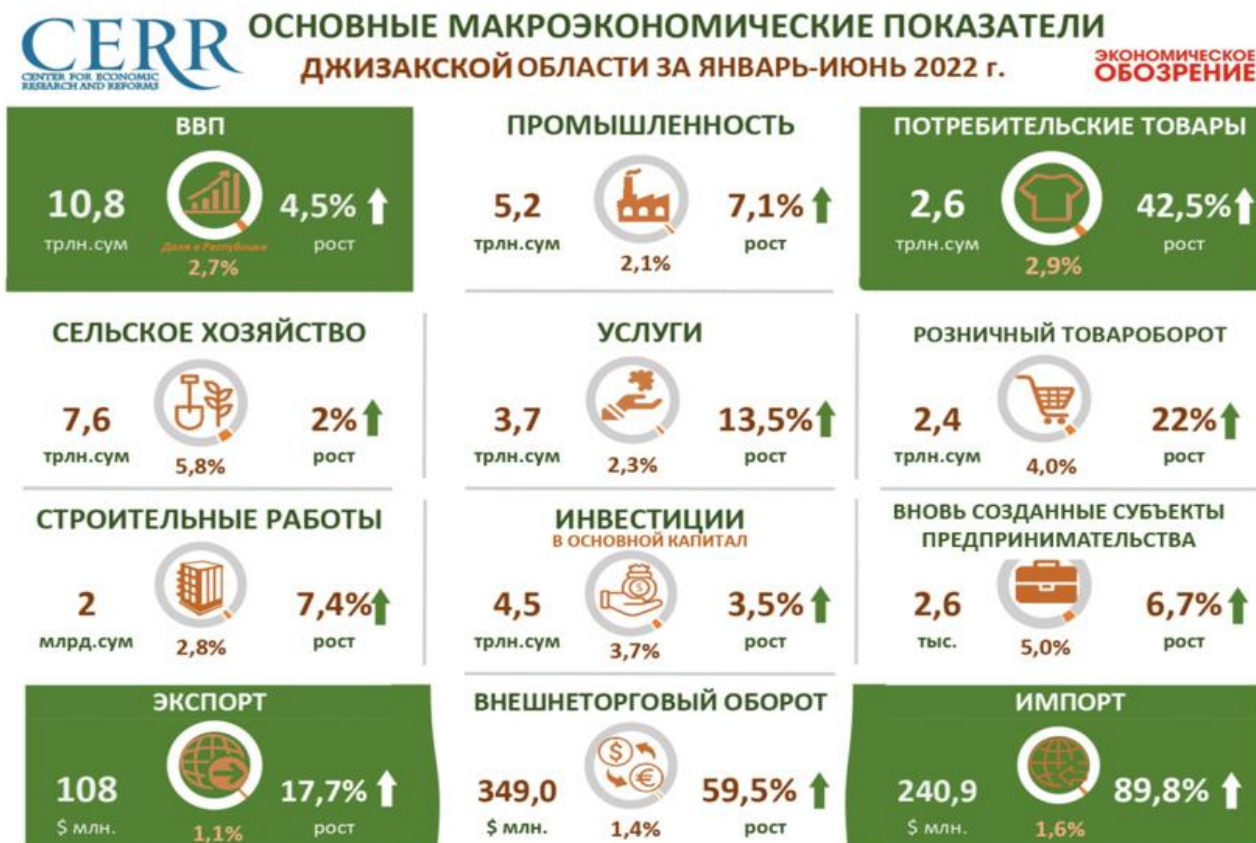 CERR
CENTER FOR ECONOMIC
RESEARCH AND REFORMS
ОСНОВНЫЕ МАКРОЭКОНОМИЧЕСКИЕ ПОКАЗАТЕЛИ
ДЖИЗАКСКОЙ ОБЛАСТИ ЗА ЯНВАРЬ-ИЮНЬ 2022 г.
ЭКОНОМИЧЕСКОЕ
ОБОЗРЕНИЕ
ВВП
10,8
трлн.сум
Доля в Республике
2,7%
4,5%
рост
ПРОМЫШЛЕННОСТЬ
5,2
трлн.сум
2,1%
7,1%
рост
ПОТРЕБИТЕЛЬСКИЕ ТОВАРЫ
2,6
трлн.сум
2,9%
42,5%
рост
СЕЛЬСКОЕ ХОЗЯЙСТВО
7,6
трлн.сум
5,8%
2%
рост
УСЛУГИ
3,7
трлн.сум
2,3%
13,5%
рост
РОЗНИЧНЫЙ ТОВАРОБОРОТ
2,4
трлн.сум
4,0%
22%
рост
СТРОИТЕЛЬНЫЕ РАБОТЫ
2
млрд.сум
2,8%
7,4%
рост
ИНВЕСТИЦИИ
В ОСНОВНОЙ КАПИТАЛ
4,5
трлн.сум
3,7%
3,5%
рост
ВНОВЬ СОЗДАННЫЕ СУБЪЕКТЫ
ПРЕДПРИНИМАТЕЛЬСТВА
2,6
тыс.
5,0%
6,7%
рост
ЭКСПОРТ
108
$ млн.
1,1%
17,7%
рост
ВНЕШНЕТОРГОВЫЙ ОБОРОТ
349,0
$ млн.
1,4%
59,5%
рост
ИМПОРТ
240,9
$ млн.
1,6%
89,8%